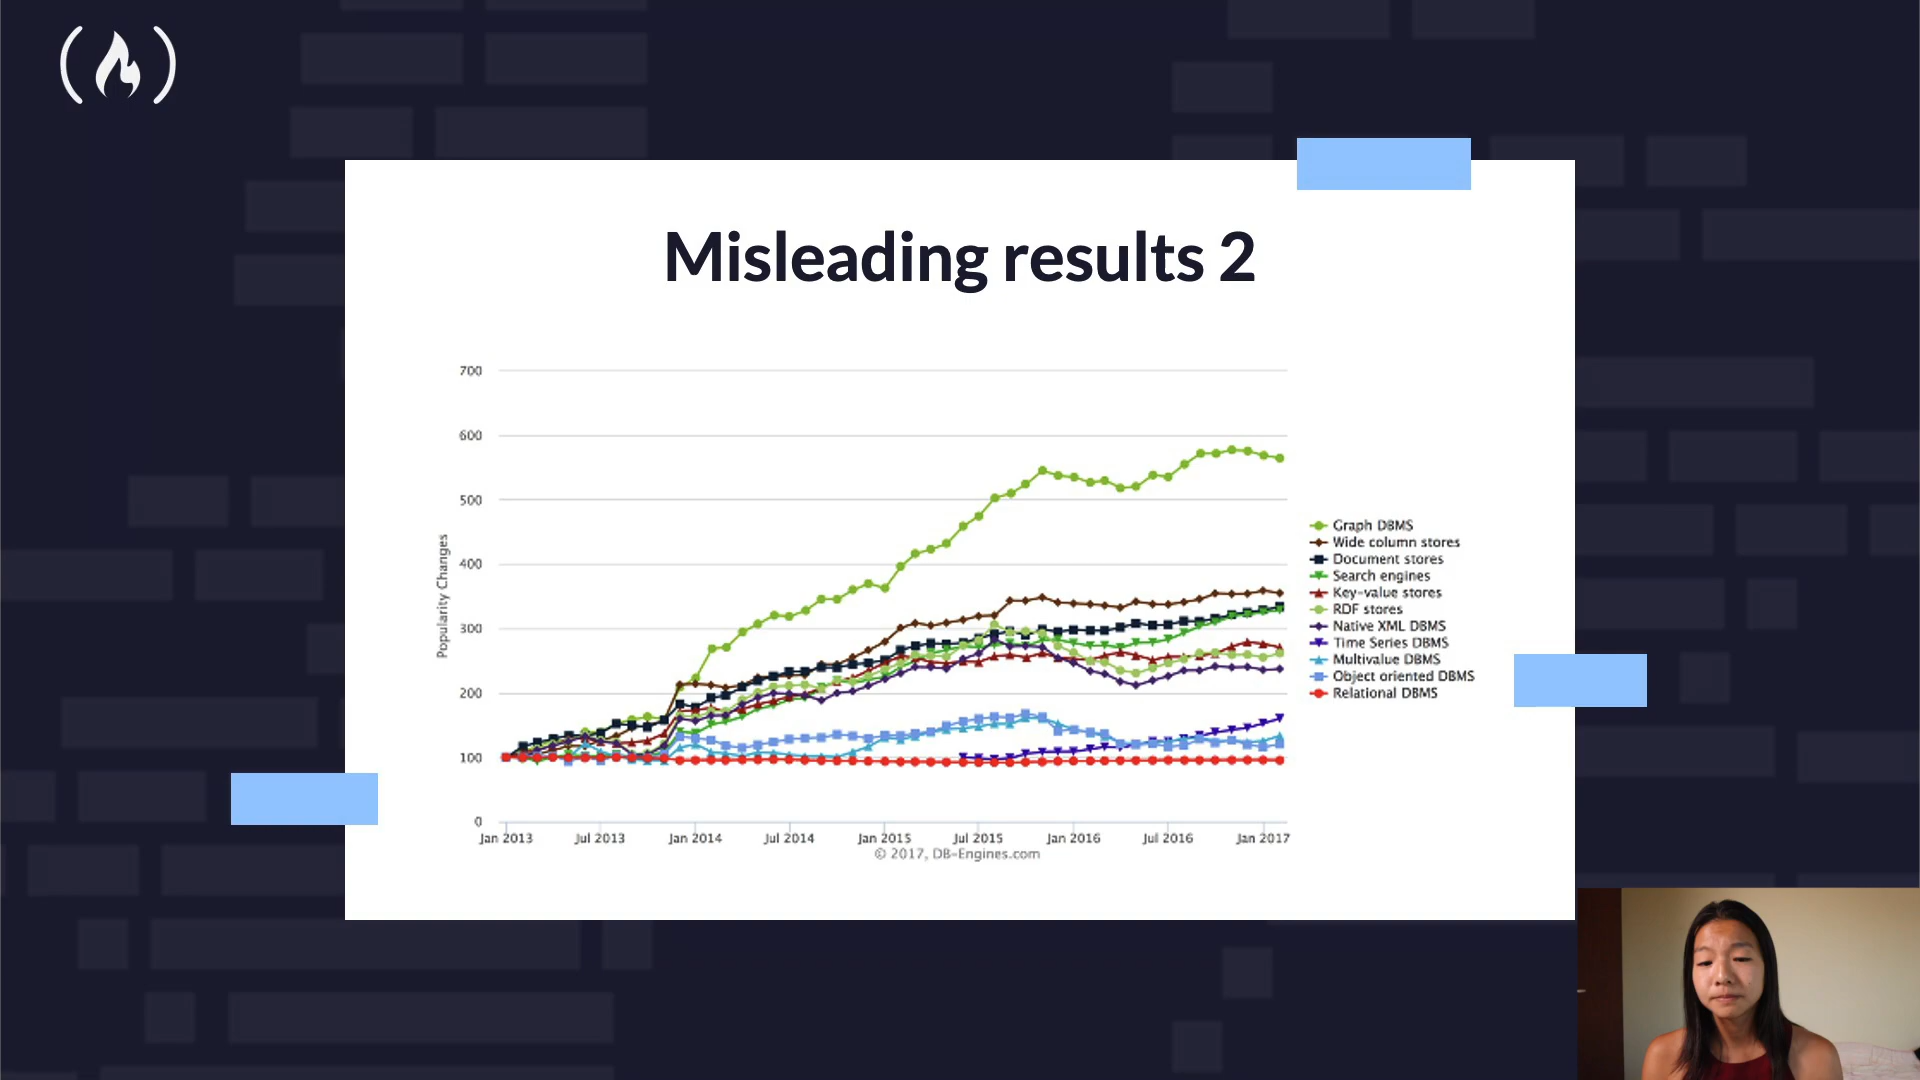 Misleading results 2
700
600
500
400
300
200
100
0
Popularity Changes
Jan 2013 Jul 2013 Jan 2014 Jul 2014 Jan 2015 Jul 2015 Jan 2016 Jul 2016 Jan 2017
© 2017, DB-Engines.com
Graph DBMS
Wide column stores
Document stores
Search engines
Key-value stores
RDF stores
Native XML DBMS
Time Series DBMS
Multivalue DBMS
Object oriented DBMS
Relational DBMS